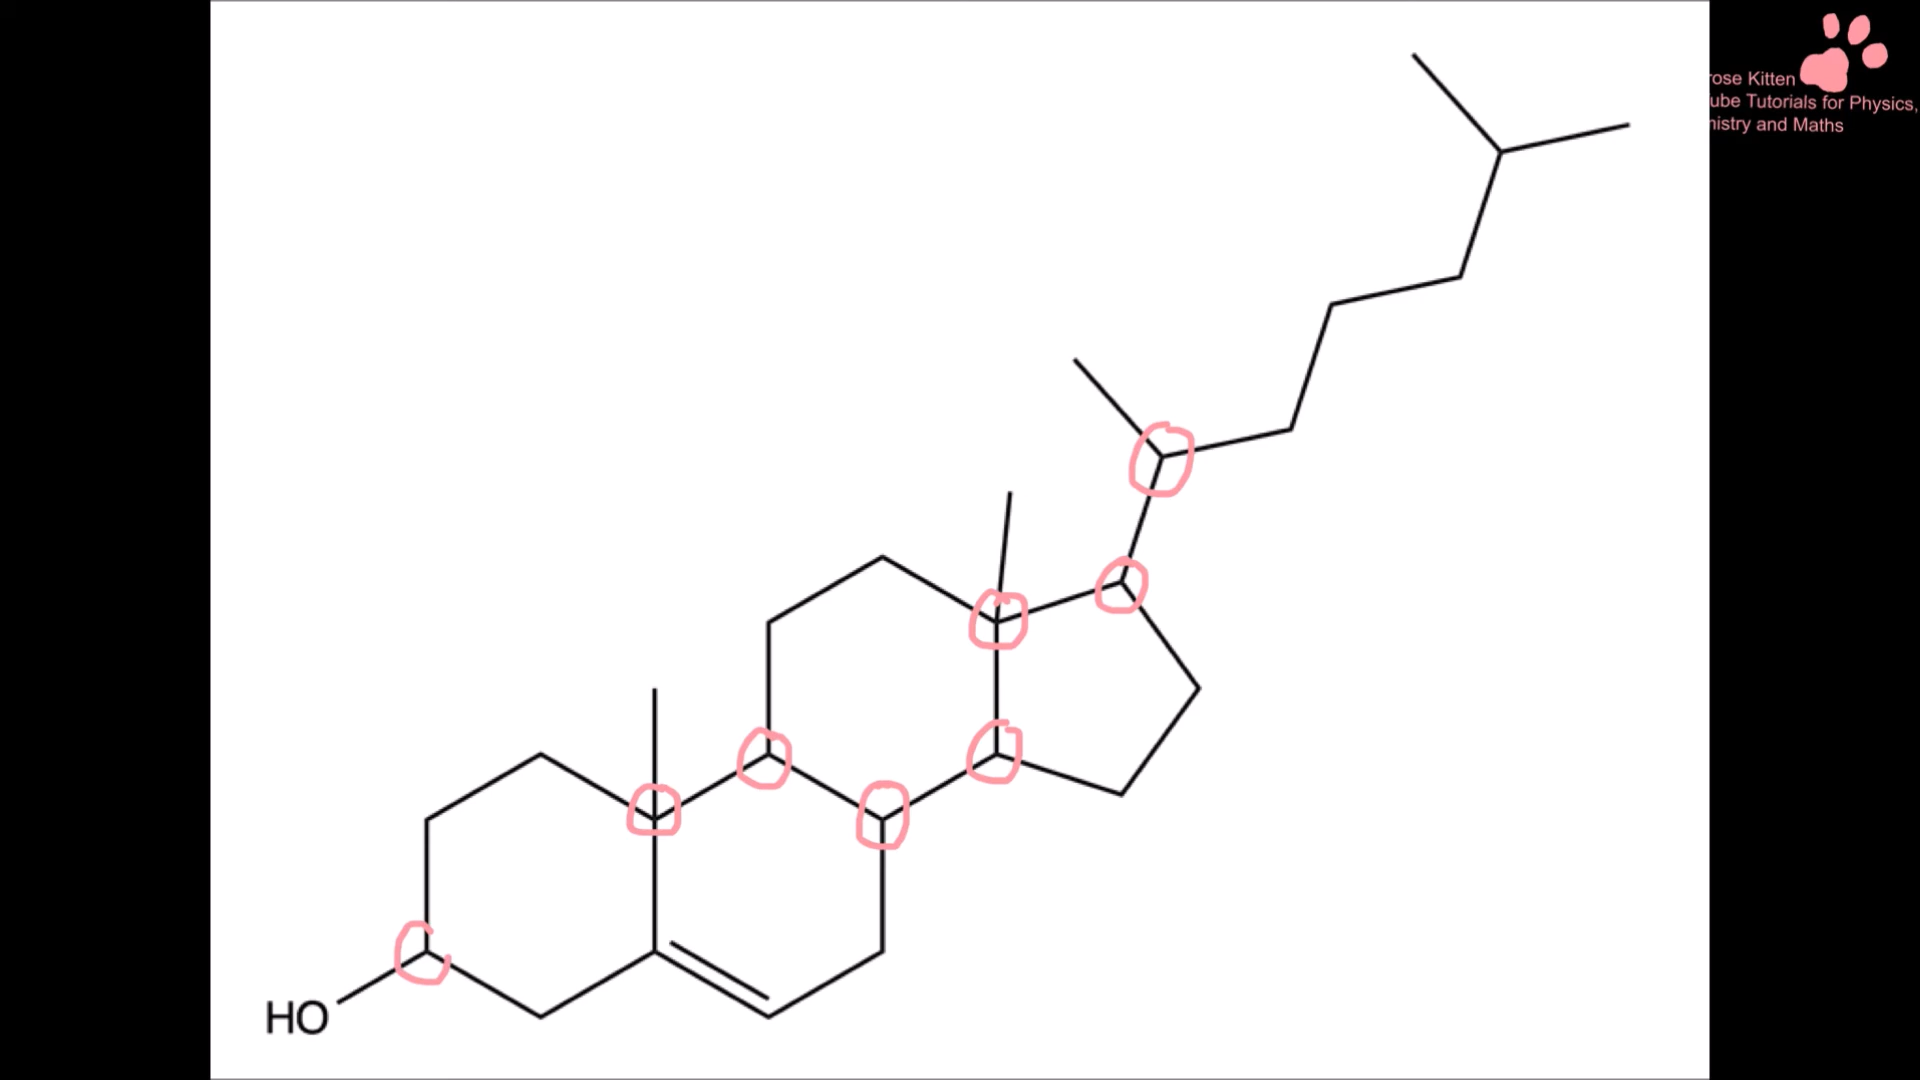 rose Kitten
ube Tutorials for Physics,
nistry and Maths
HO